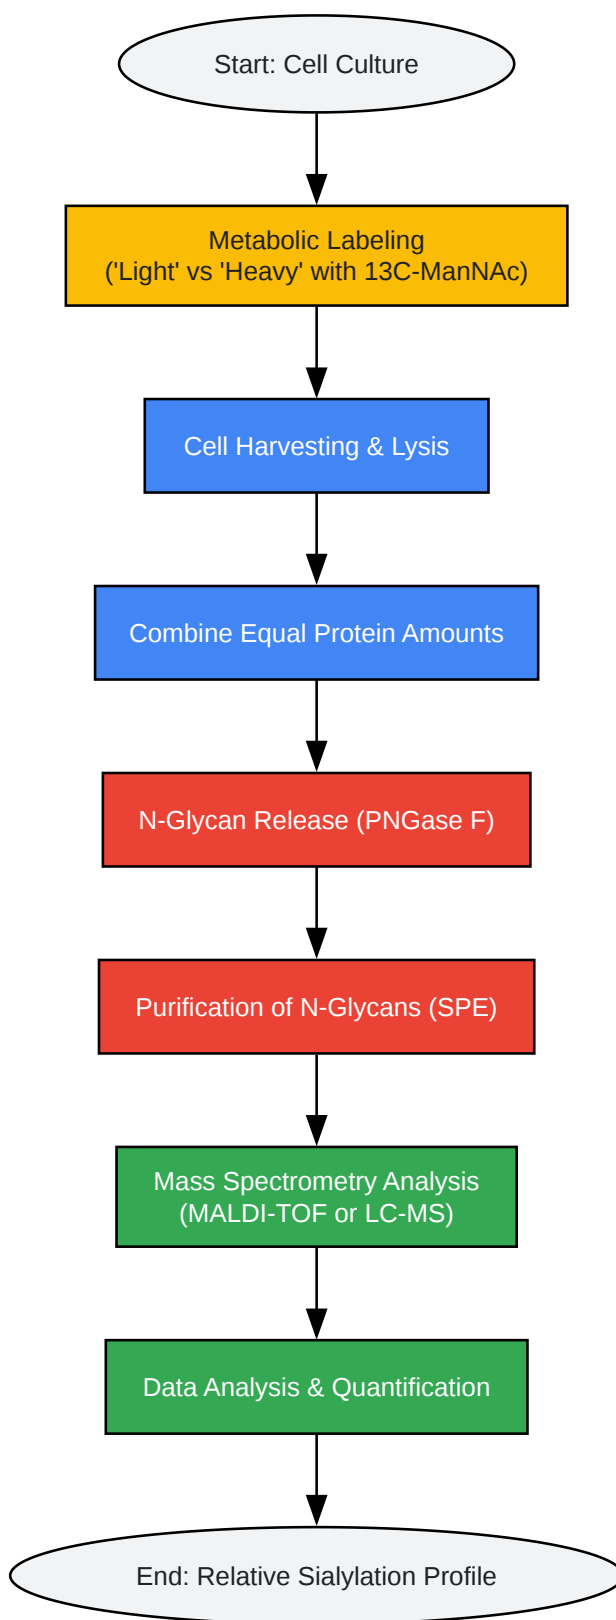 Start: Cell Culture
Metabolic Labeling
('Light' vs 'Heavy' with 13C-ManNAc)
Cell Harvesting & Lysis
Combine Equal Protein Amounts
N-Glycan Release (PNGase F)
Purification of N-Glycans (SPE)
Mass Spectrometry Analysis
(MALDI-TOF or LC-MS)
Data Analysis & Quantification
End: Relative Sialylation Profile